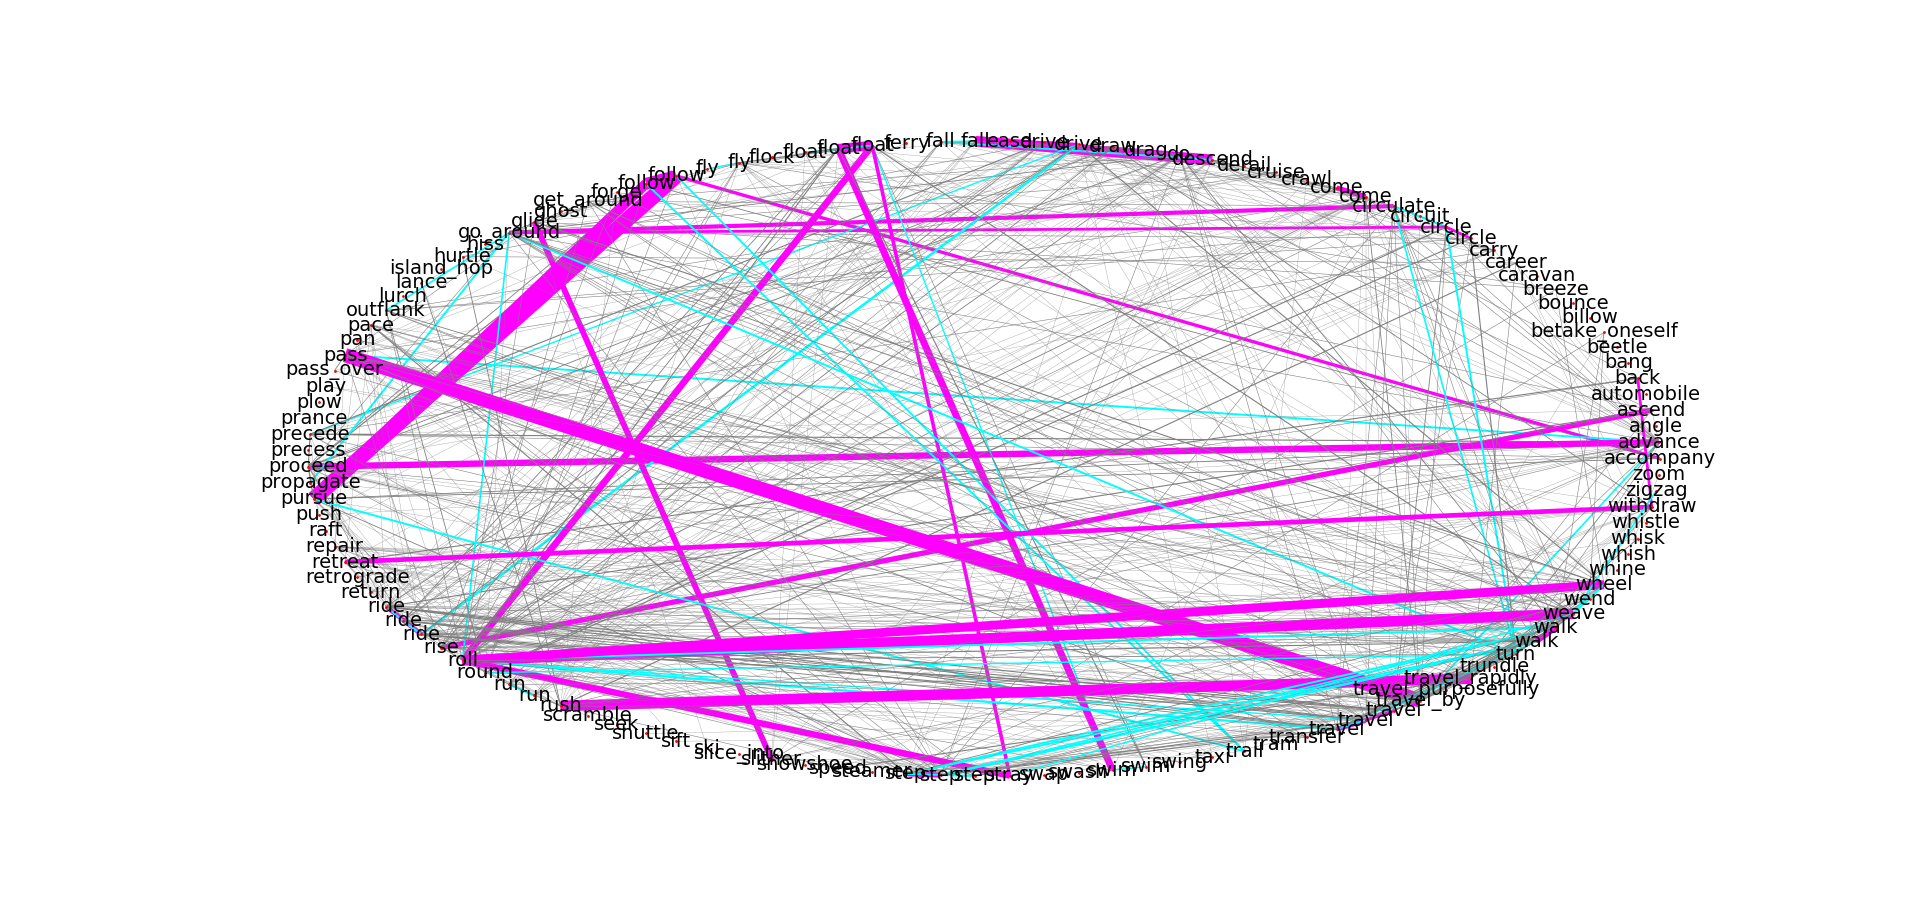 accompany
advance
angle
ascend
automobile
back
bang
beetle
betake_oneself
billow
bounce
breeze
caravan
career
carry
circle
circle
circuit
circulate
come
come
crawl
cruise
derail
descend
do
drag
draw
drive
drive
ease
fall
fall
ferry
float
float
float
flock
fly
fly
follow
follow
forge
get_around
ghost
glide
go_around
hiss
hurtle
island_hop
lance
lurch
outflank
pace
pan
pass
pass_over
play
plow
prance
precede
precess
proceed
propagate
pursue
push
raft
repair
retreat
retrograde
return
ride
ride
ride
rise
roll
round
run
run
rush
scramble
seek
shuttle
sift
ski
slice_into
slither
snowshoe
speed
steamer
step
step
step
stray
swap
swash
swim
swim
swing
taxi
trail
tram
transfer
travel
travel
travel_
travel_by
travel_purposefully
travel_rapidly
trundle
turn
walk
walk
weave
wend
wheel
whine
whish
whisk
whistle
withdraw
zigzag
zoom